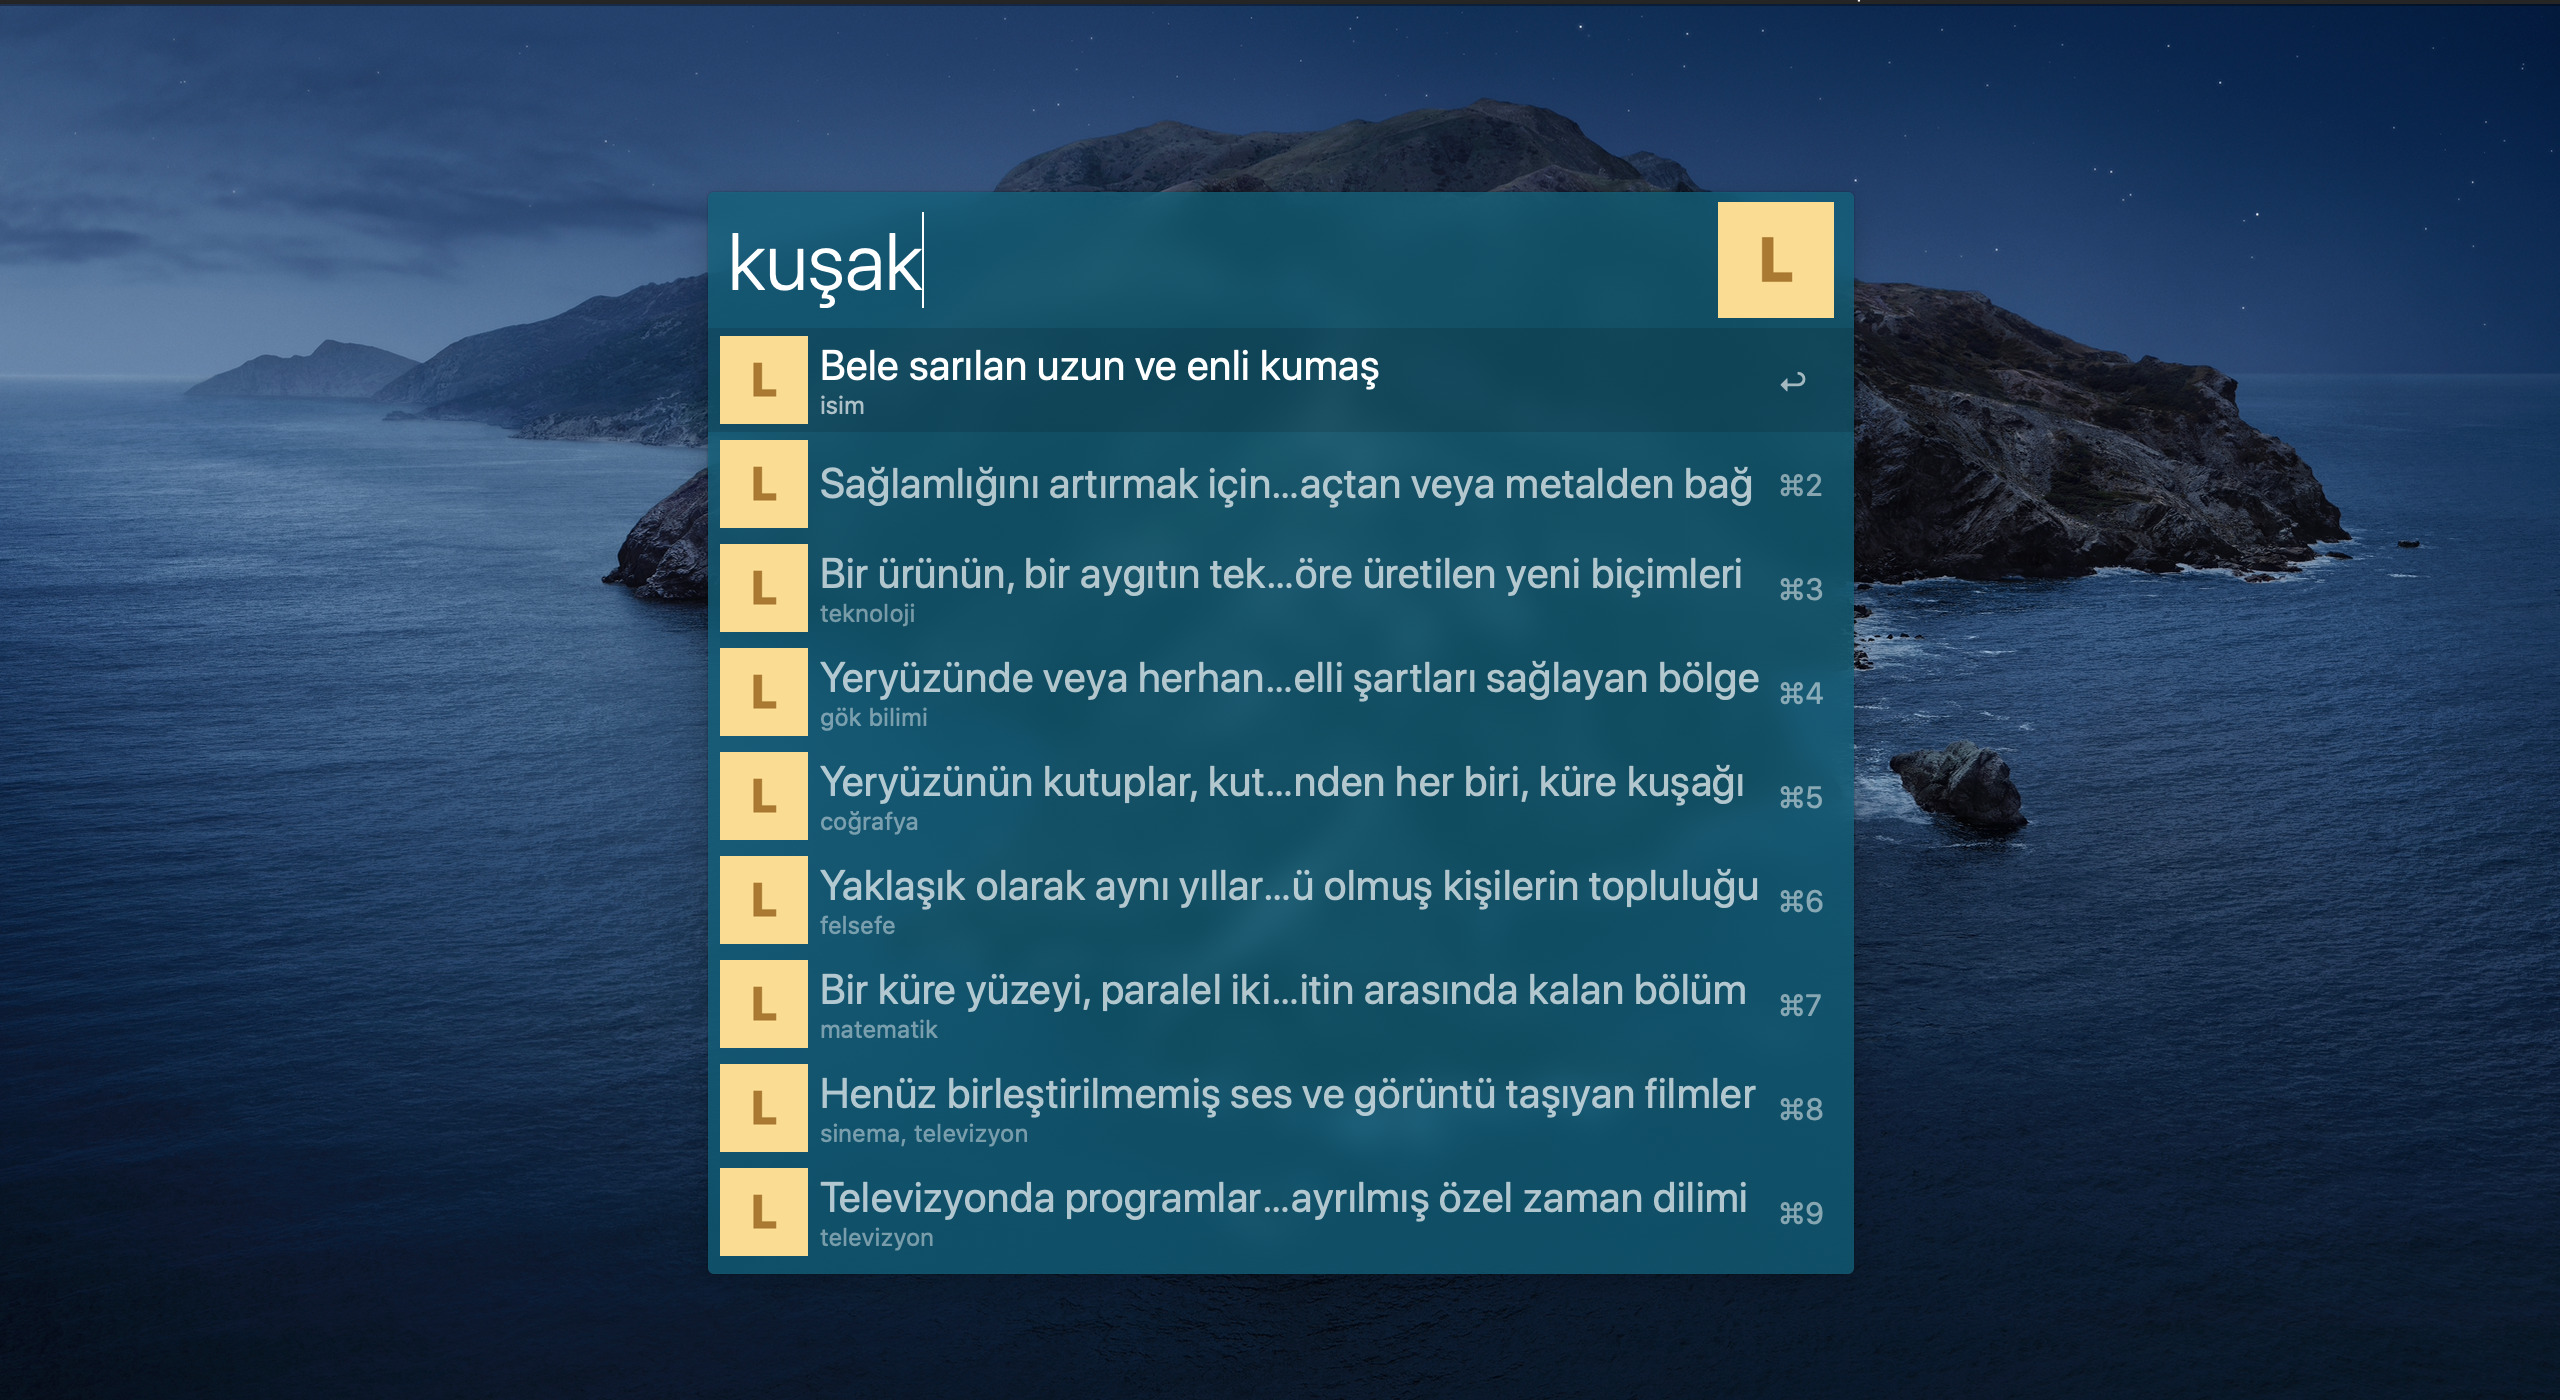 kuşak
L
L
Bele sarılan uzun ve enli kumaş
isim
L
Sağlamlığını artırmak için...açtan veya metalden bağ
⌘2
L
Bir ürünün, bir aygıtın tek...öre üretilen yeni biçimleri
teknoloji
⌘3
L
Yeryüzünde veya herhan...elli şartları sağlayan bölge
gök bilimi
⌘4
L
Yeryüzünün kutuplar, kut...nden her biri, küre kuşağı
coğrafya
⌘5
L
Yaklaşık olarak aynı yıllar...ü olmuş kişilerin topluluğu
felsefe
⌘6
L
Bir küre yüzeyi, paralel iki...itin arasında kalan bölüm
matematik
⌘7
L
Henüz birleştirilmemiş ses ve görüntü taşıyan filmler
sinema, televizyon
⌘8
L
Televizyonda programlar...ayrılmış özel zaman dilimi
televizyon
⌘9